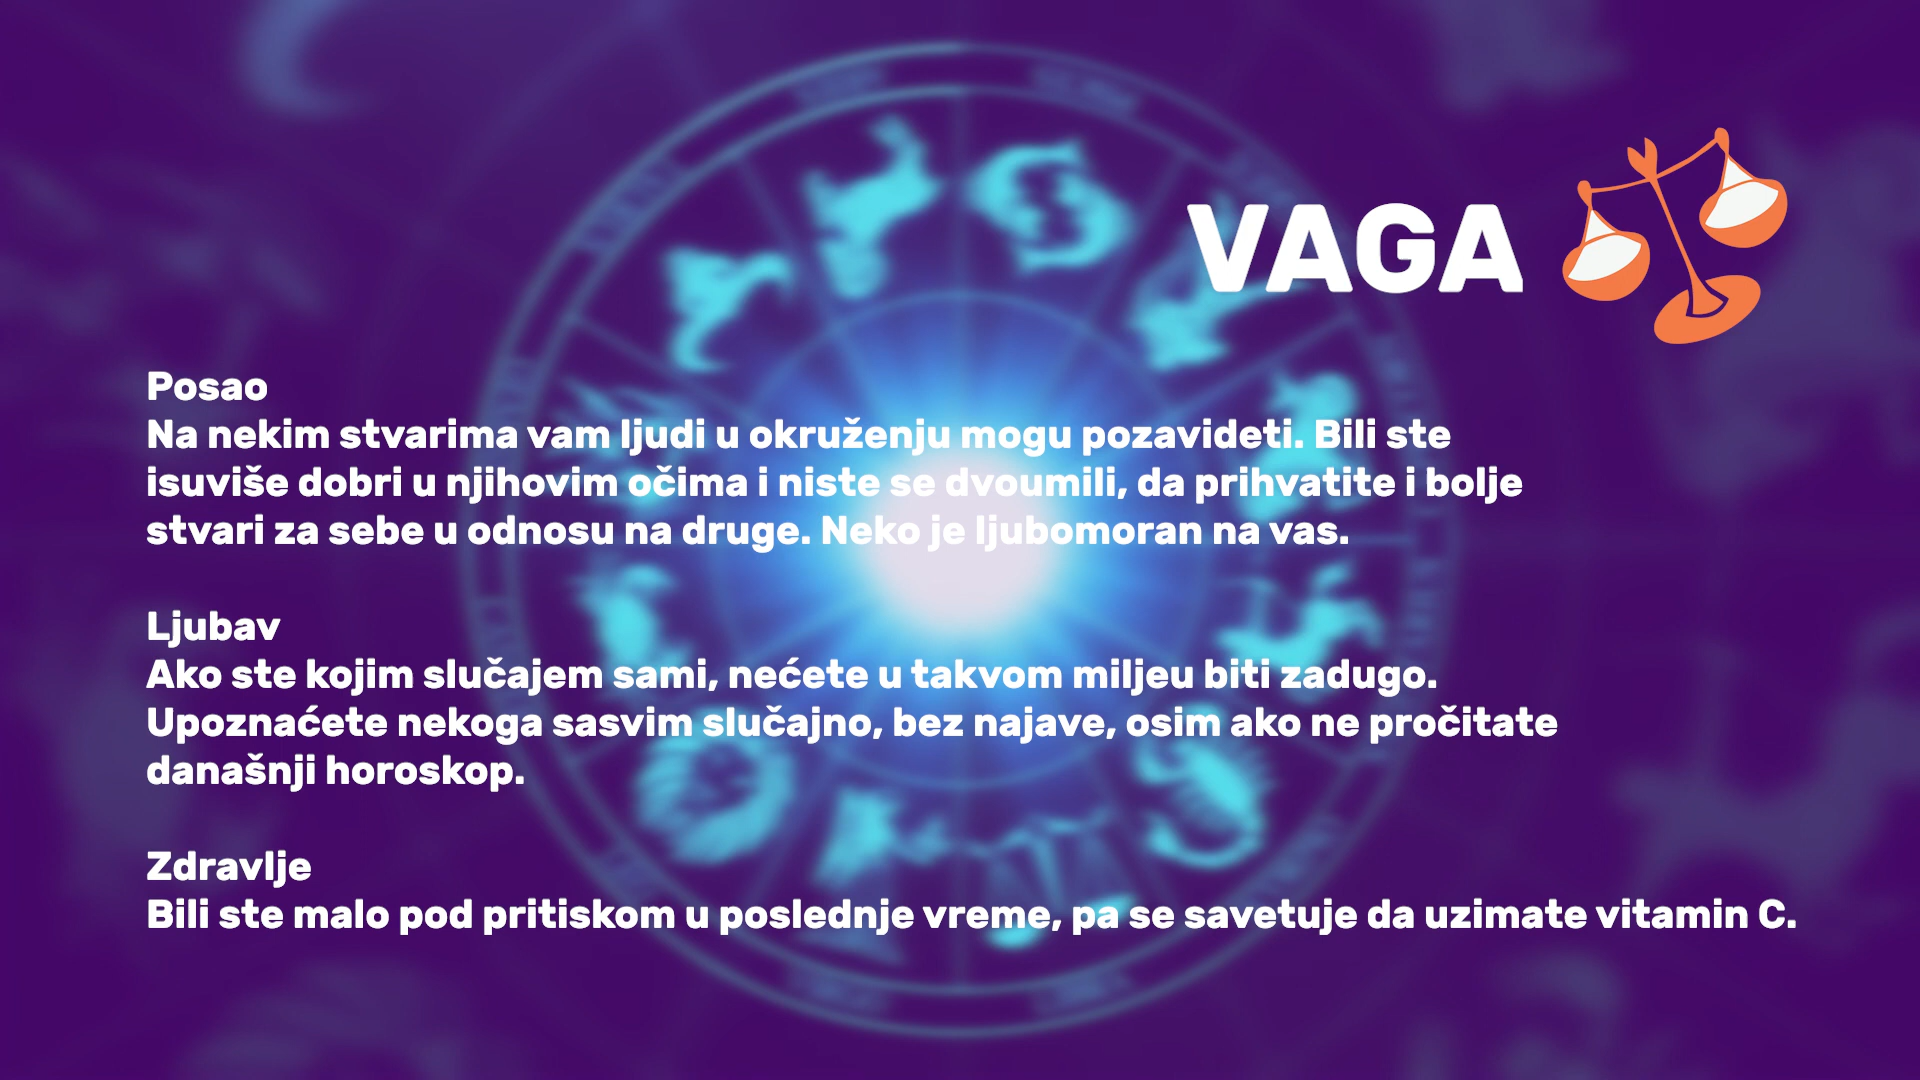 VAGA
Posao
Na nekim stvarima vam ljudi u okruženju mogu pozavideti. Bili ste
isuviše dobri u njihovim očima i niste se dvoumili, da prihvatite i bolje
stvari za sebe u odnosu na druge. Neko je ljubomoran na vas.
Ljubav
Ako ste kojim slučajem sami, nećete u takvom miljeu biti zadugo.
Upoznaćete nekoga sasvim slučajno, bez najave, osim ako ne pročitate
današnji horoskop.
Zdravlje
Bili ste malo pod pritiskom u poslednje vreme, pa se savetuje da uzimate vitamin C.